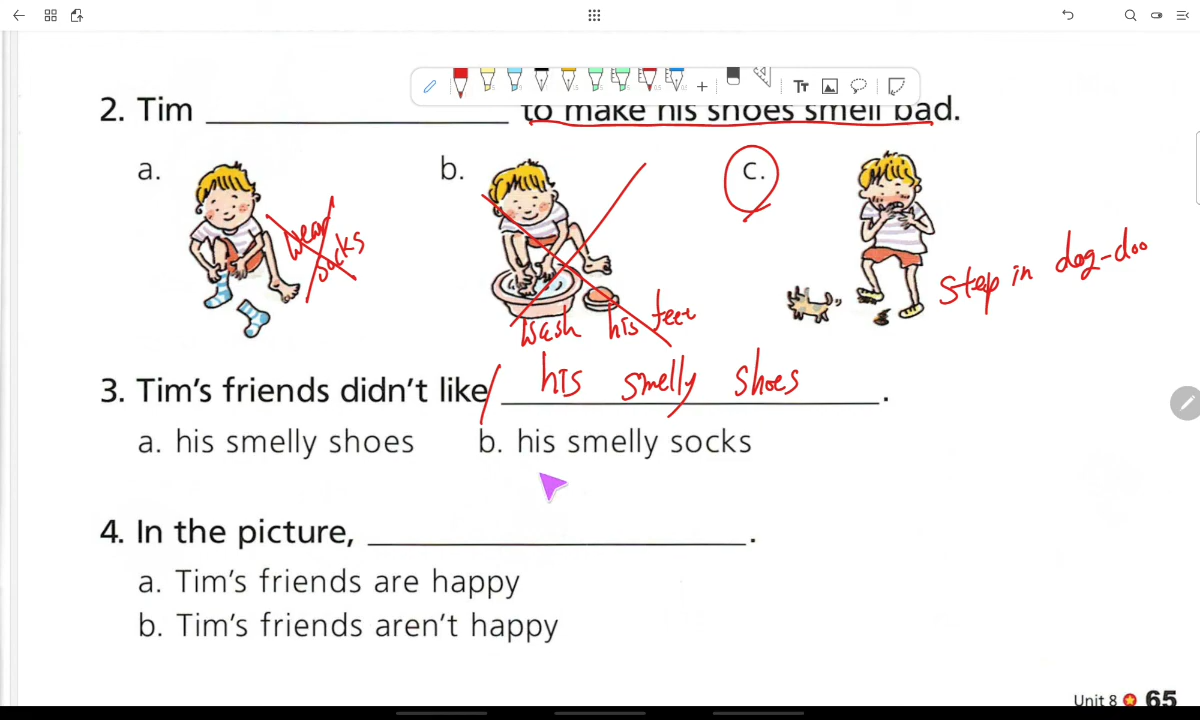 2. Tim ____________ to make his shoes smell bad.
a. b. c.
wear
socks
step in dog-doo
wash his feet
his smelly shoes
3. Tim's friends didn't like ____________.
a. his smelly shoes b. his smelly socks
4. In the picture, ____________.
a. Tim's friends are happy
b. Tim's friends aren't happy
Unit 8 65